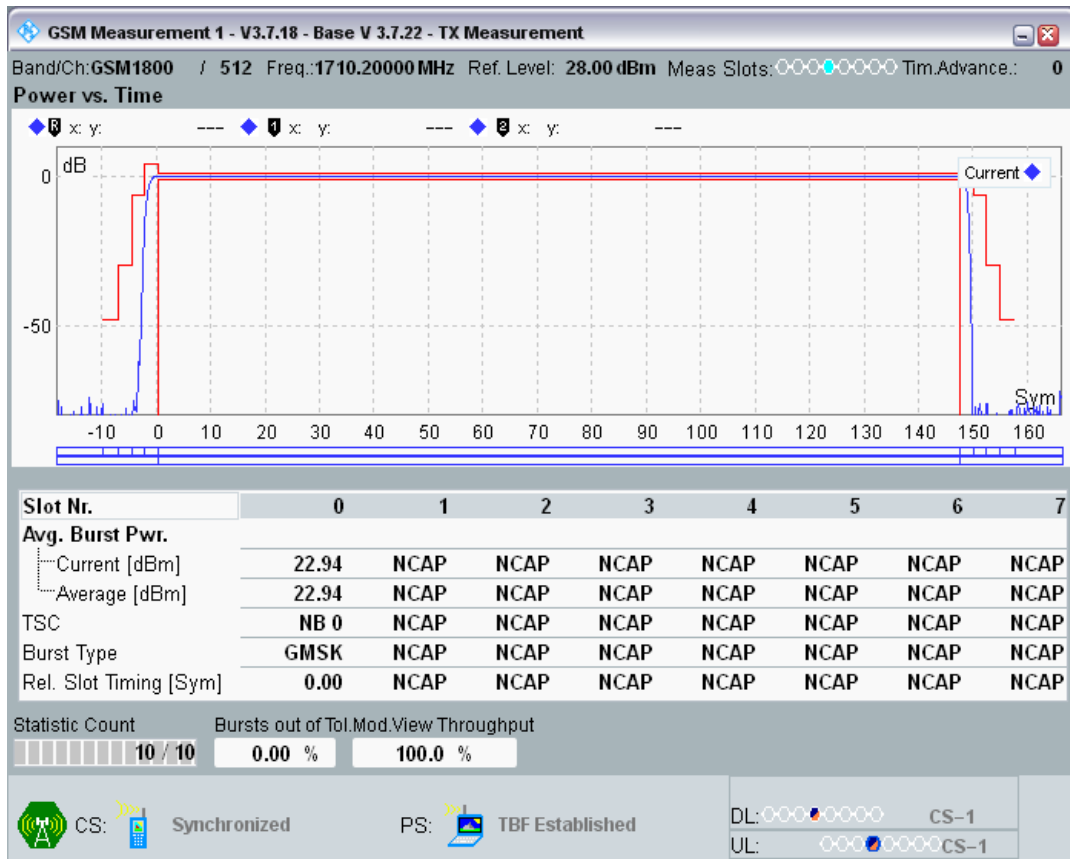 GSM Measurement 1 - V3.7.18 - Base V 3.7.22 - TX Measurement
Band/Ch:GSM1800 / 512 Freq.:1710.20000 MHz Ref. Level: 28.00 dBm Meas Slots: Tim.Advance.: 0
Power vs. Time
R x: y: --- 1 x: y: --- 2 x: y: ---
dB
Current
0
-50
Sym
-10 0 10 20 30 40 50 60 70 80 90 100 110 120 130 140 150 160
Slot Nr. 0 1 2 3 4 5 6 7
Avg. Burst Pwr.
Current [dBm] 22.94 NCAP NCAP NCAP NCAP NCAP NCAP NCAP
Average [dBm] 22.94 NCAP NCAP NCAP NCAP NCAP NCAP NCAP
TSC NB 0 NCAP NCAP NCAP NCAP NCAP NCAP NCAP
Burst Type GMSK NCAP NCAP NCAP NCAP NCAP NCAP NCAP
Rel. Slot Timing [Sym] 0.00 NCAP NCAP NCAP NCAP NCAP NCAP NCAP
Statistic Count Bursts out of Tol.Mod.View Throughput
10 / 10 0.00 % 100.0 %
CS: Synchronized PS: TBF Established
DL: CS-1
UL: CS-1